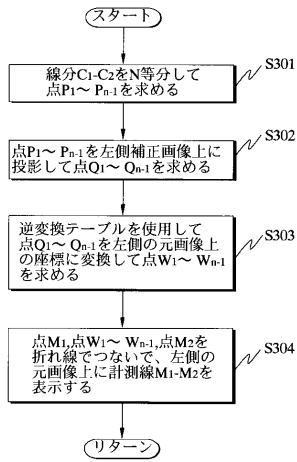 スタート
S301
線分C1-C2をN等分して
点P1～ Pn-1を求める
S302
点P1～ Pn-1を左側補正画像上に
投影して点Q1～ Qn-1を求める
S303
逆変換テーブルを使用して
点Q1～ Qn-1を左側の元画像上
の座標に変換して点W1～ Wn-1
を求める
S304
点M1,点W1～ Wn-1,点M2を
折れ線でつないで、左側の
元画像上に計測線M1-M2を
表示する
リターン